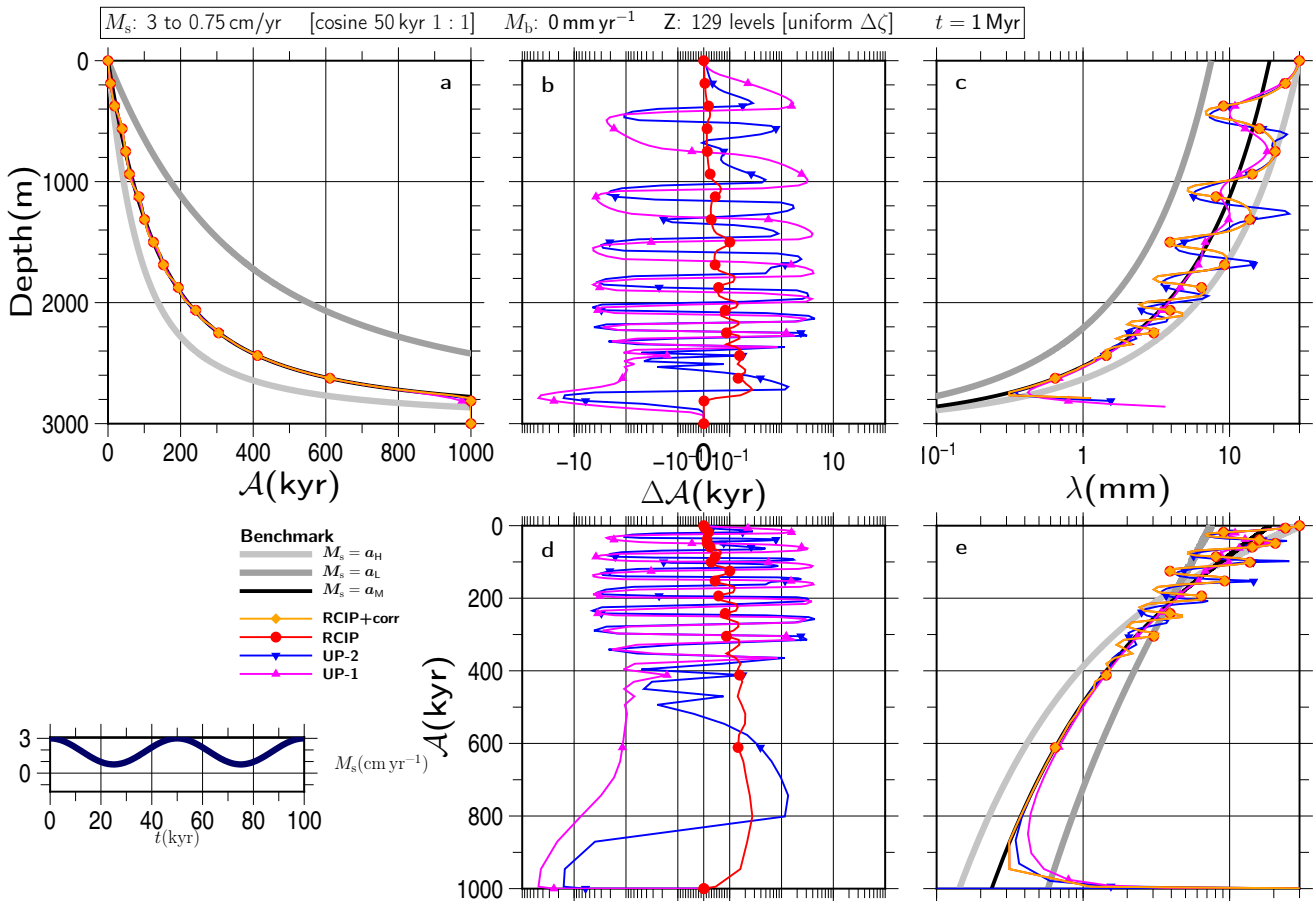 Mₛ: 3 to 0.75 cm/yr [cosine 50 kyr 1 : 1] M_b: 0 mm yr⁻¹ Z: 129 levels [uniform Δζ] t = 1 Myr
a b c
0
1000
2000
3000
Depth(m)
0 200 400 600 800 1000
𝒜(kyr)
−10 −10⁻¹ 0 10⁻¹ 10
Δ𝒜(kyr)
10⁻¹ 1 10
λ(mm)
Benchmark
Mₛ = a_H
Mₛ = a_L
Mₛ = a_M
RCIP+corr
RCIP
UP-2
UP-1
d e
0
200
400
600
800
1000
𝒜(kyr)
3
0
Mₛ(cm yr⁻¹)
0 20 40 60 80 100
t(kyr)